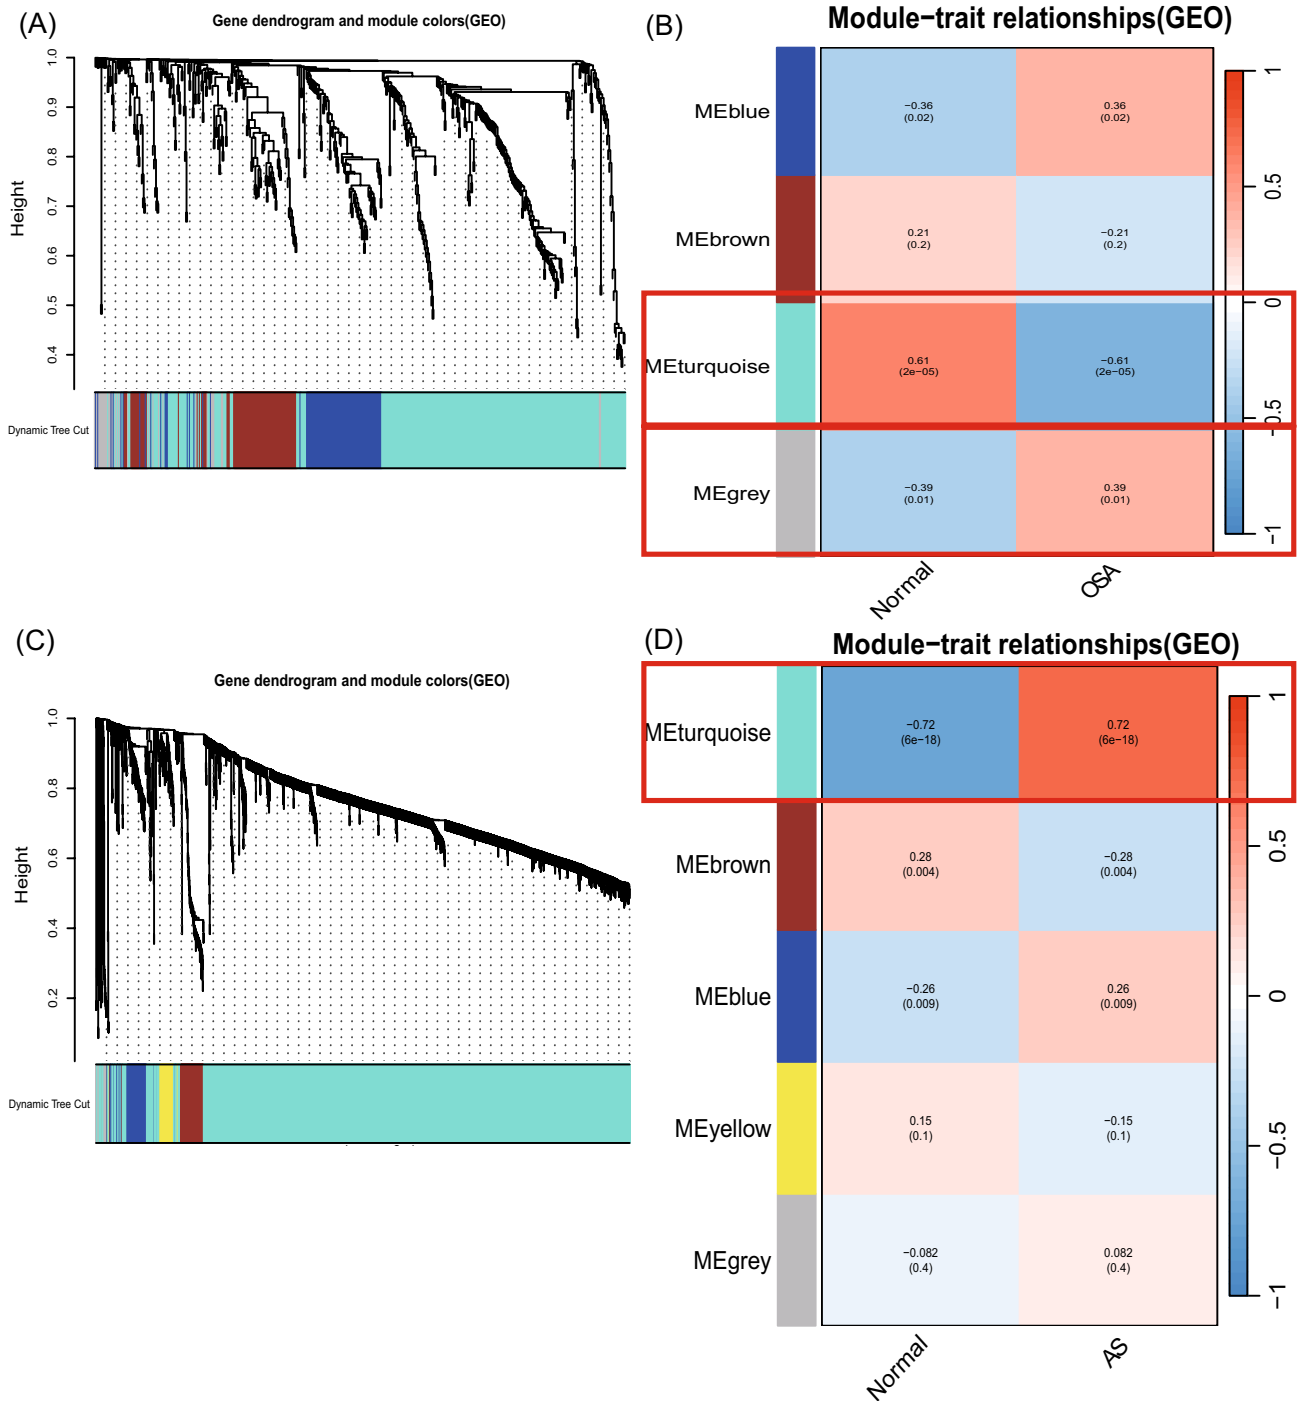 (A)
Gene dendrogram and module colors(GEO)
Height
1.0
0.9
0.8
0.7
0.6
0.5
0.4
Dynamic Tree Cut
(B)
Module−trait relationships(GEO)
MEblue
−0.36
(0.02)
0.36
(0.02)
MEbrown
0.21
(0.2)
−0.21
(0.2)
MEturquoise
0.61
(2e−05)
−0.61
(2e−05)
MEgrey
−0.39
(0.01)
0.39
(0.01)
Normal
OSA
1
0.5
0
−0.5
−1
(C)
Gene dendrogram and module colors(GEO)
Height
1.0
0.8
0.6
0.4
0.2
Dynamic Tree Cut
(D)
Module−trait relationships(GEO)
MEturquoise
−0.72
(6e−18)
0.72
(6e−18)
MEbrown
0.28
(0.004)
−0.28
(0.004)
MEblue
−0.26
(0.009)
0.26
(0.009)
MEyellow
0.15
(0.1)
−0.15
(0.1)
MEgrey
−0.082
(0.4)
0.082
(0.4)
Normal
AS
1
0.5
0
−0.5
−1